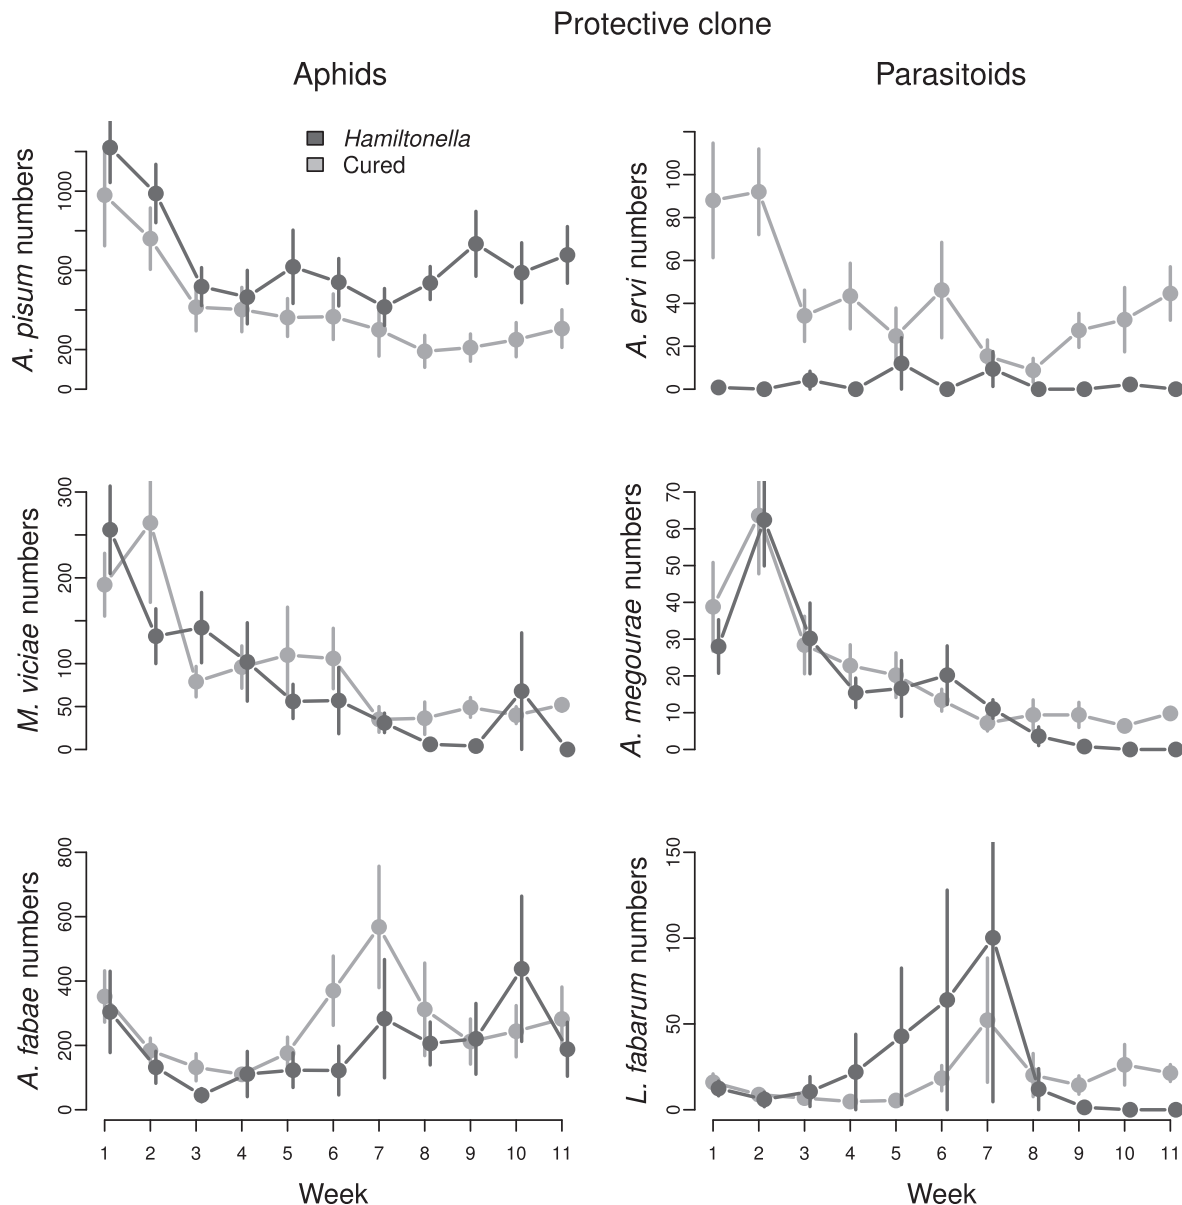 Protective clone
Aphids
Parasitoids
Hamiltonella
Cured
A. pisum numbers
0 200 600 1000
A. ervi numbers
0 20 40 60 80 100
M. viciae numbers
0 50 100 200 300
A. megourae numbers
0 10 20 30 40 50 60 70
A. fabae numbers
0 200 400 600 800
L. fabarum numbers
0 50 100 150
1 2 3 4 5 6 7 8 9 10 11
Week
1 2 3 4 5 6 7 8 9 10 11
Week